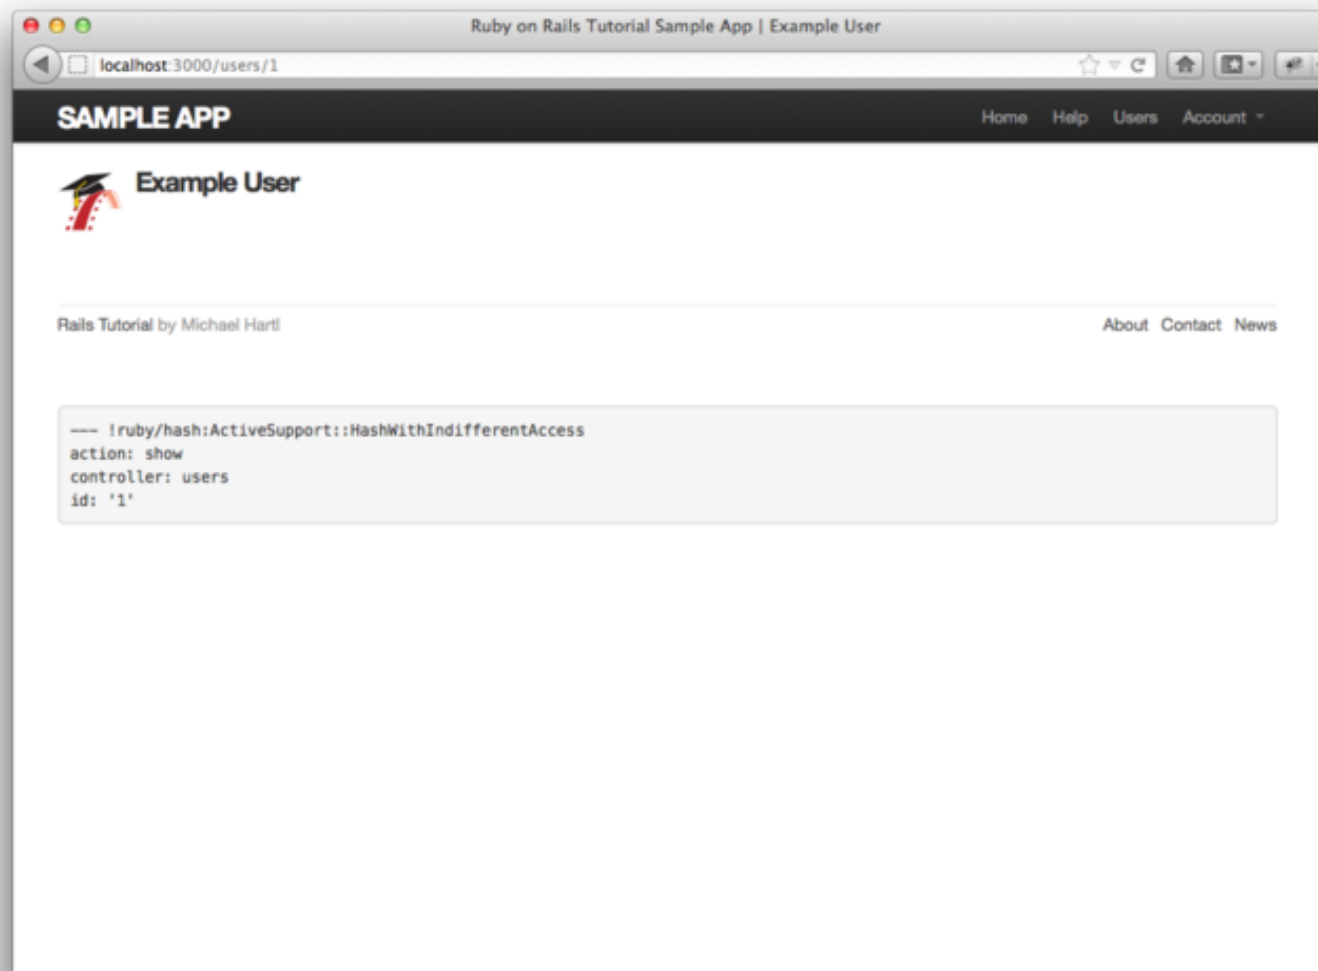 Ruby on Rails Tutorial Sample App | Example User
localhost:3000/users/1
SAMPLE APP Home Help Users Account
Example User
Rails Tutorial by Michael Hartl About Contact News
--- !ruby/hash:ActiveSupport::HashWithIndifferentAccess
action: show
controller: users
id: '1'